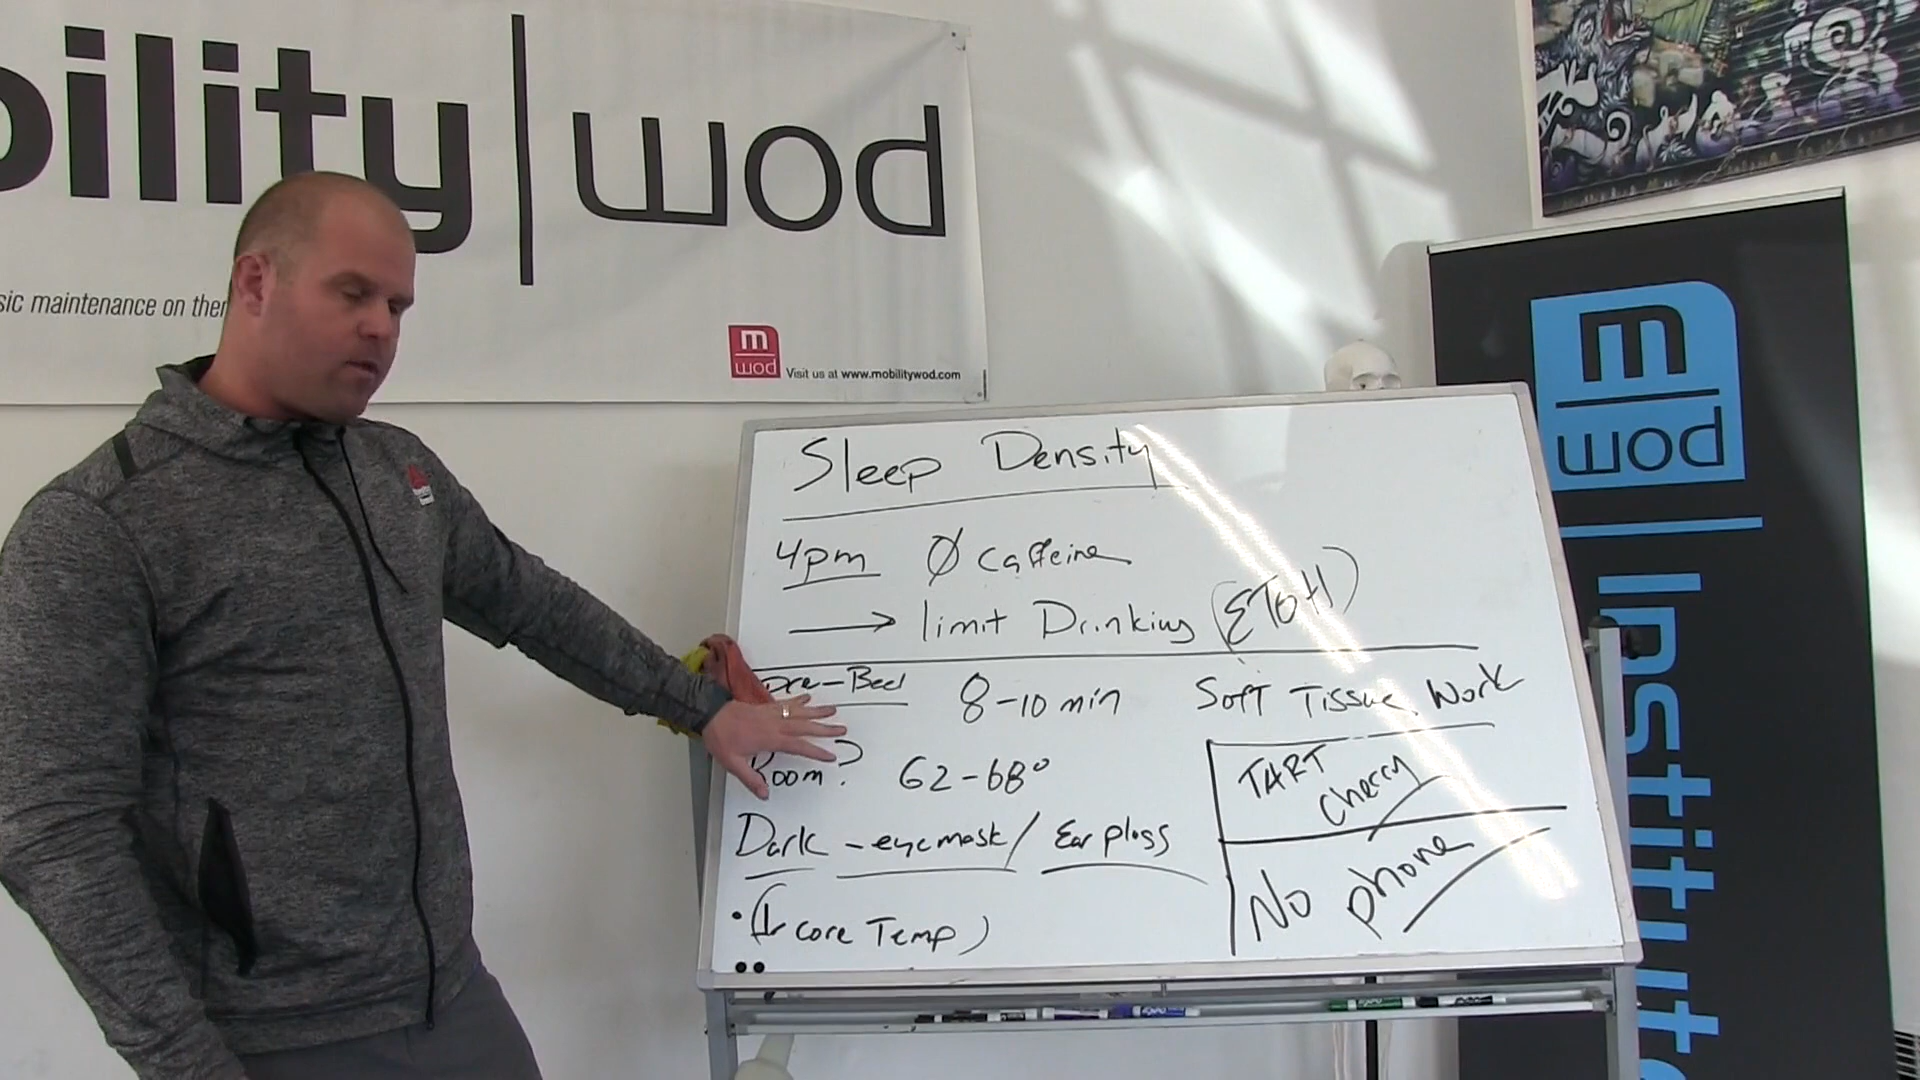 ility | wod
sic maintenance on ther
m
wod
Visit us at www.mobilitywod.com
m | wod | Institute
Sleep Density
4pm Ø caffeine
→ limit Drinking (ETOH)
pre-Bed 8-10 min Soft Tissue Work
Room? 62-68°
TART
Cherry
Dark - eyemask / Ear plugs
No phone
• (↓ core Temp)